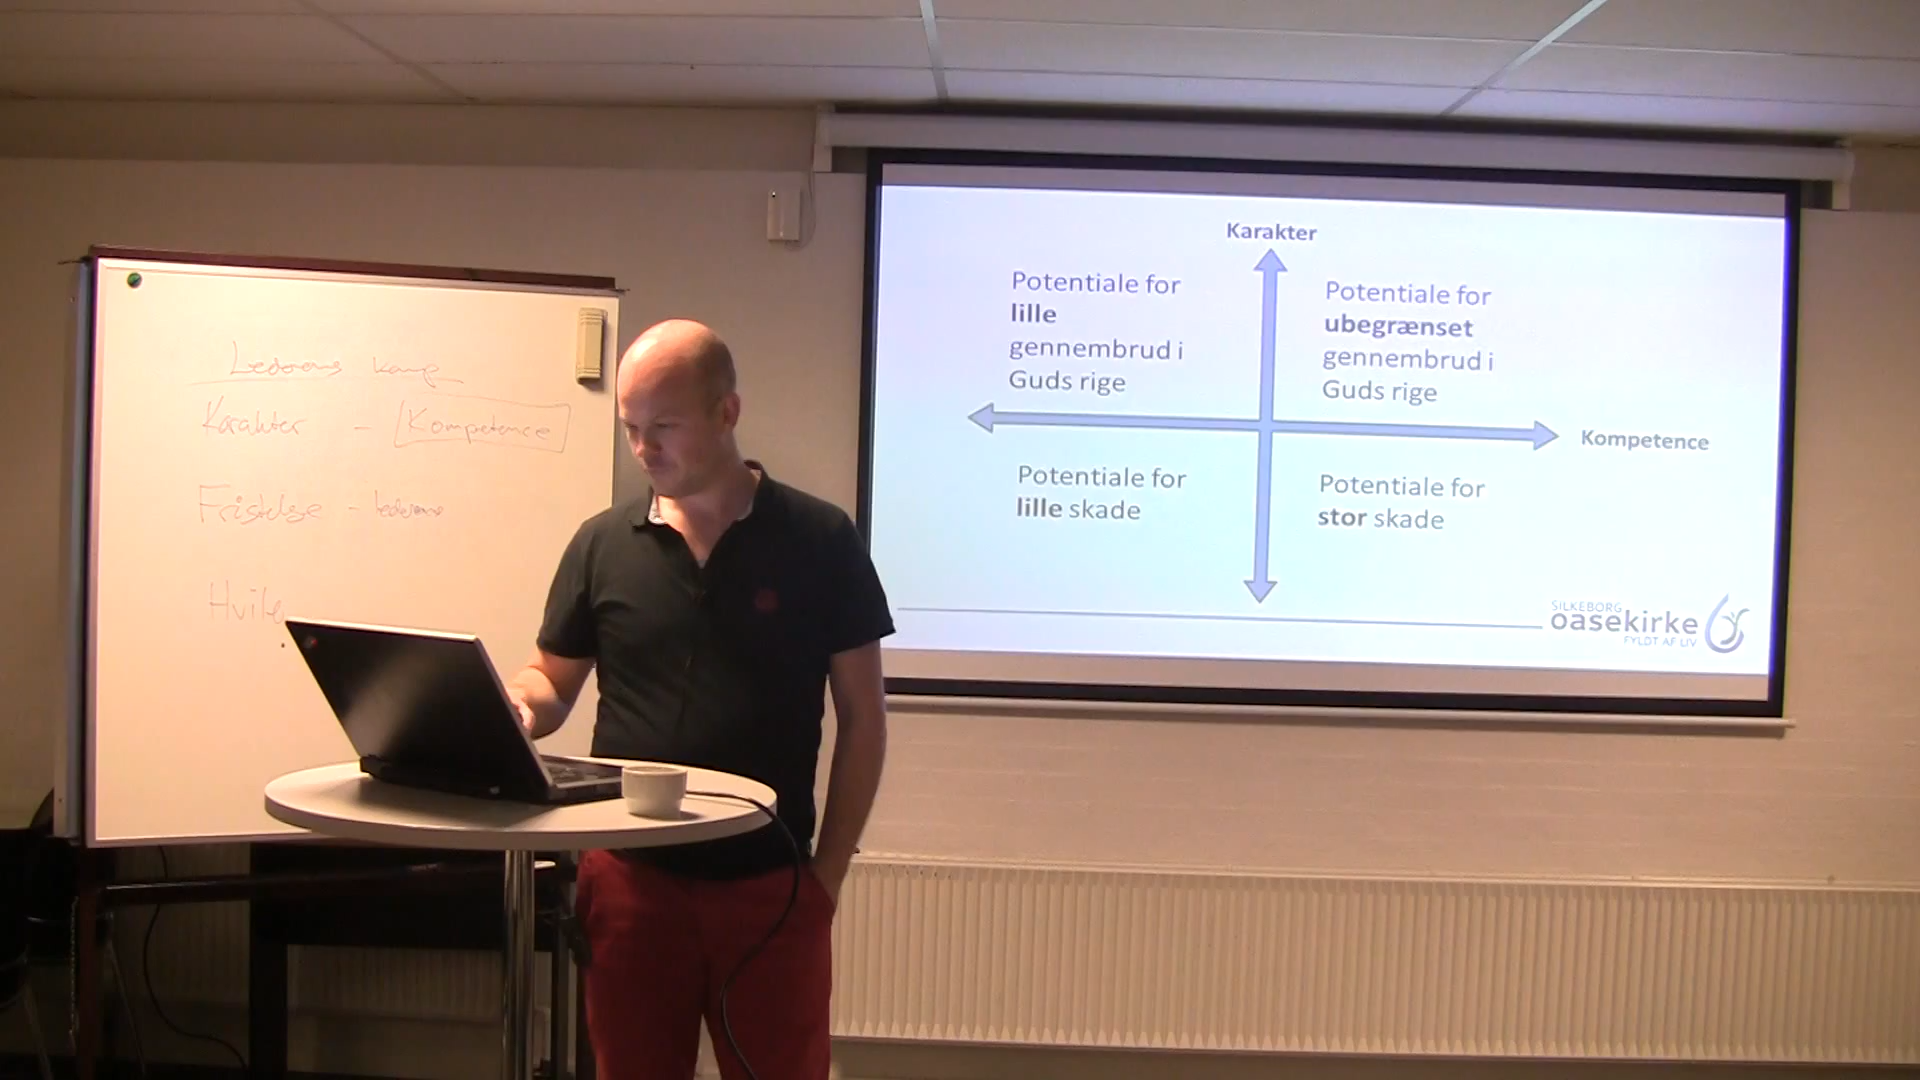 Lederens kamp
Karakter - Kompetence
Fristelse - lederens
Hvile
Karakter
Potentiale for
lille
gennembrud i
Guds rige
Potentiale for
ubegrænset
gennembrud i
Guds rige
Kompetence
Potentiale for
lille skade
Potentiale for
stor skade
SILKEBORG
oasekirke
FYLDT AF LIV